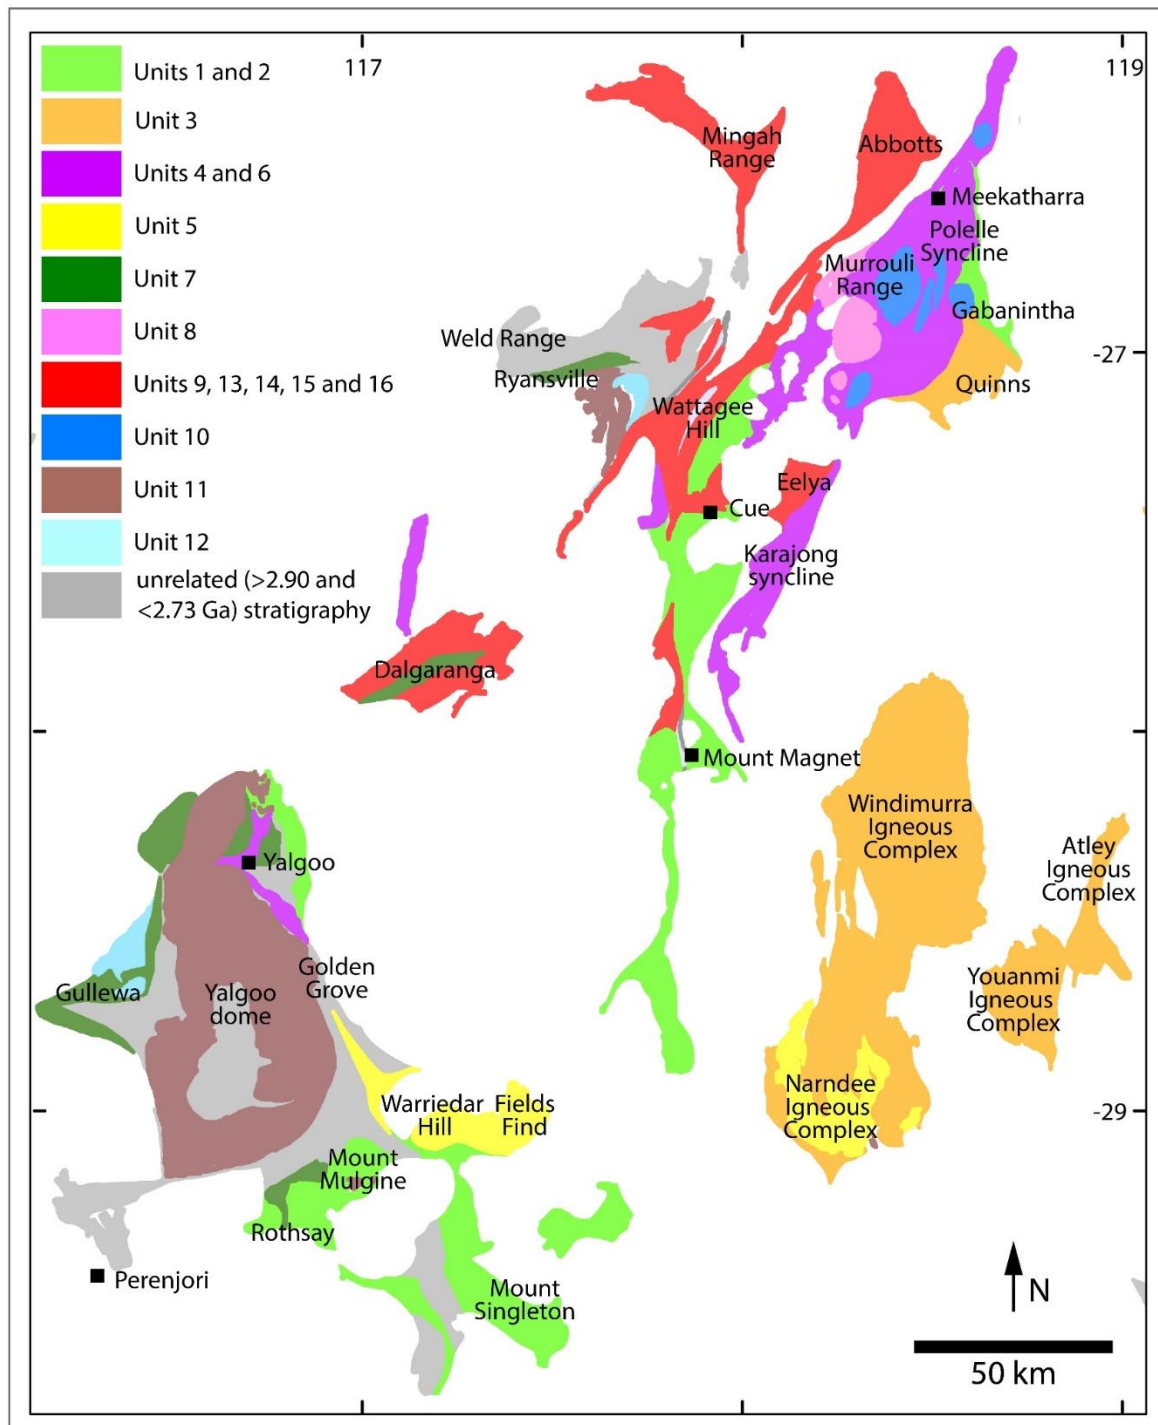 117
119
Units 1 and 2
Unit 3
Units 4 and 6
Unit 5
Unit 7
Unit 8
Units 9, 13, 14, 15 and 16
Unit 10
Unit 11
Unit 12
unrelated (>2.90 and
<2.73 Ga) stratigraphy
Mingah
Range
Abbotts
Meekatharra
Polelle
Syncline
Murrouli
Range
Gabanintha
-27
Weld Range
Ryansville
Quinns
Wattagee
Hill
Eelya
Cue
Karajong
syncline
Dalgaranga
Mount Magnet
Windimurra
Igneous
Complex
Atley
Igneous
Complex
Yalgoo
Golden
Grove
Gullewa
Yalgoo
dome
Youanmi
Igneous
Complex
Narndee
Igneous
Complex
Warriedar
Hill
Fields
Find
-29
Mount
Mulgine
Rothsay
Perenjori
Mount
Singleton
N
50 km